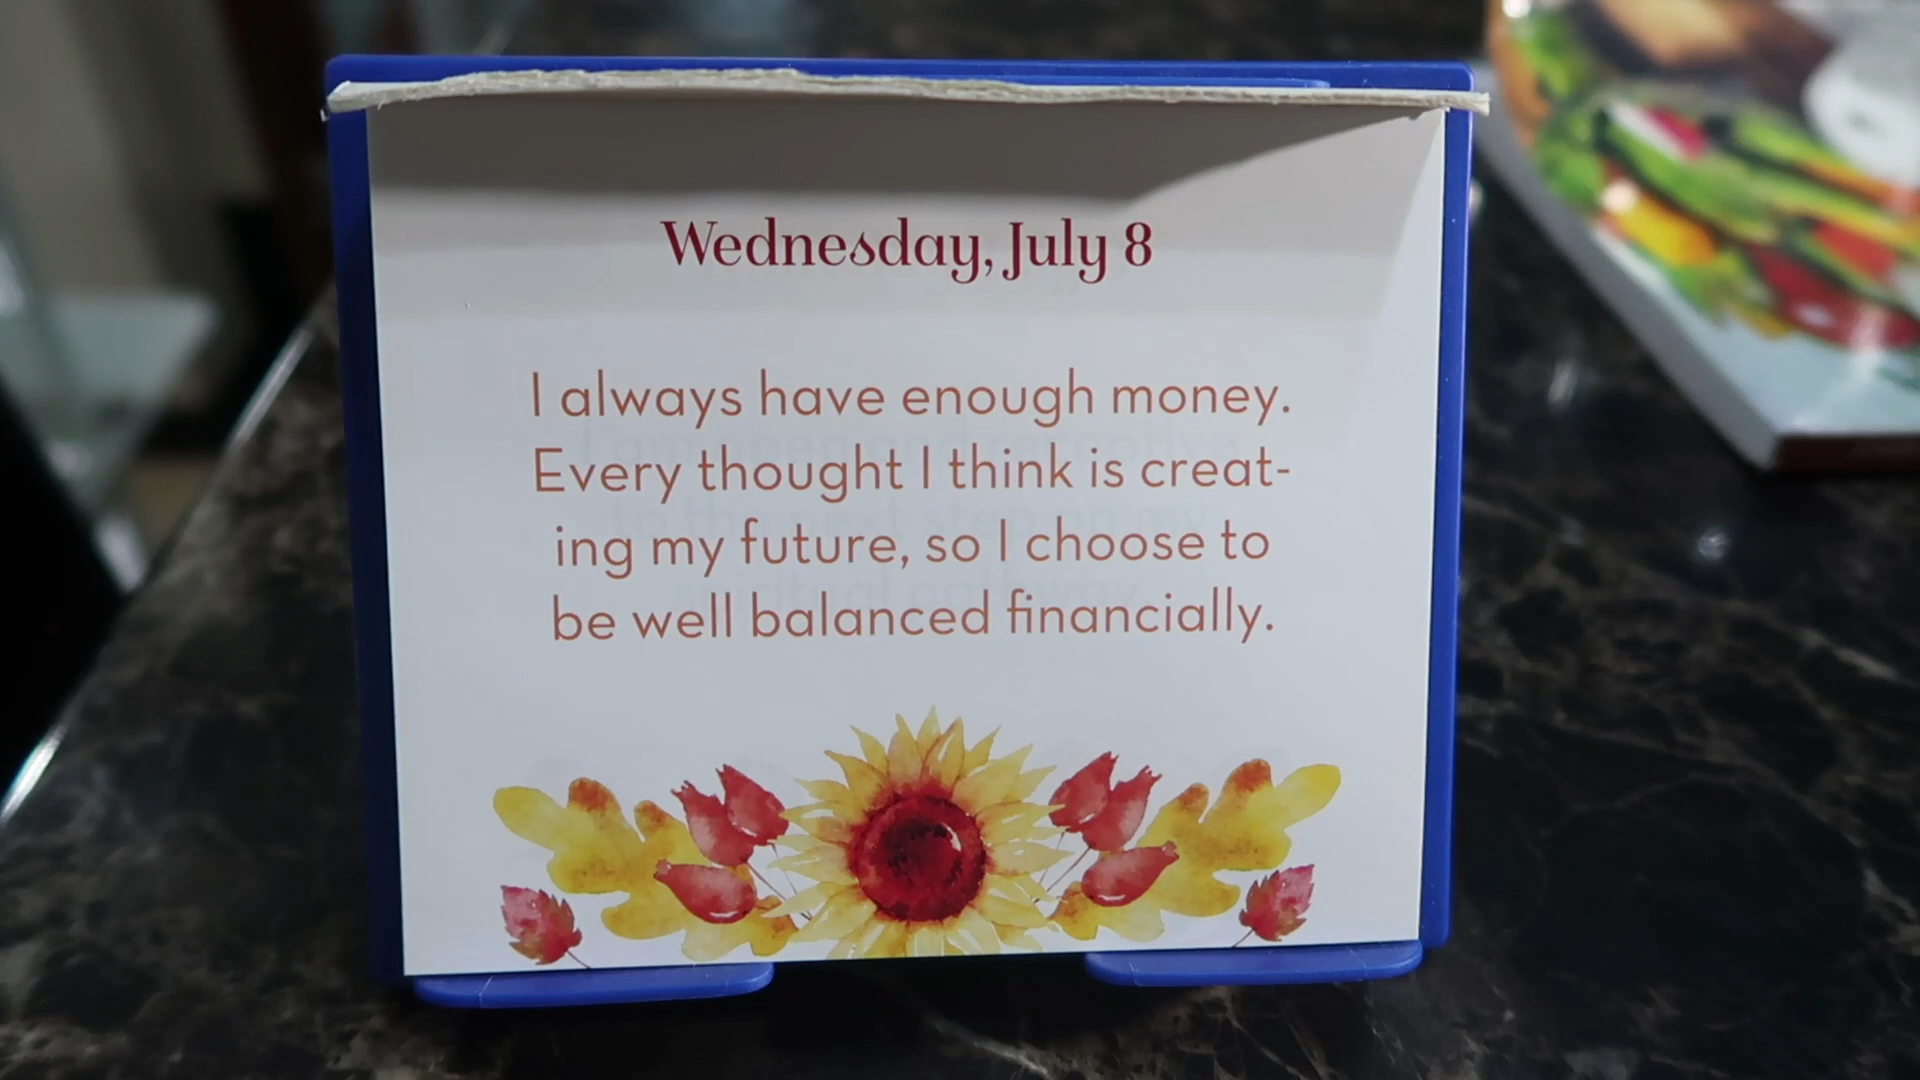 Wednesday, July 8
I always have enough money.
Every thought I think is creat-
ing my future, so I choose to
be well balanced financially.